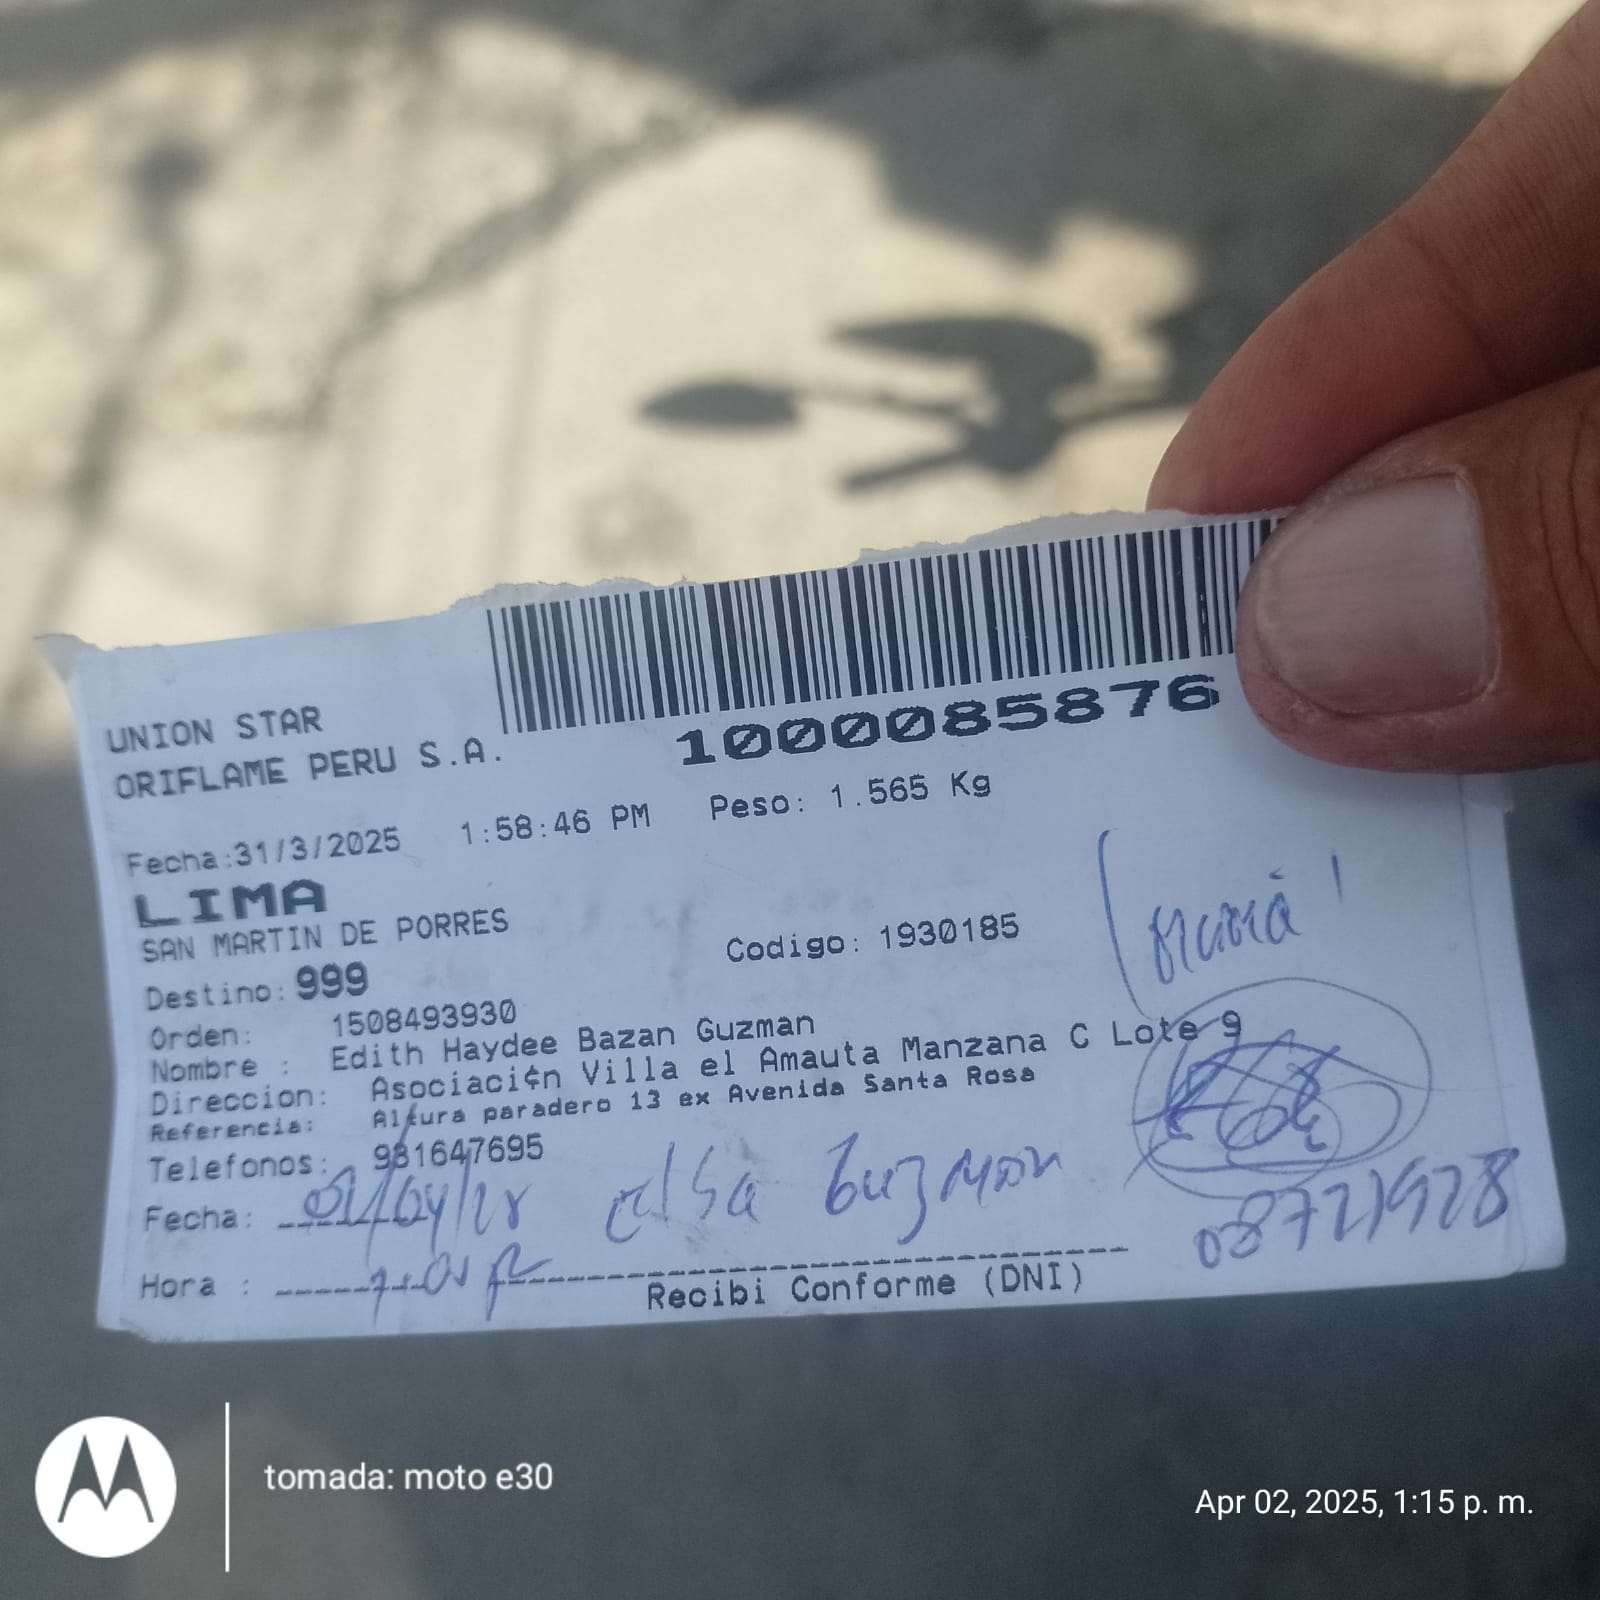 1000085876
UNION STAR
ORIFLAME PERU S.A.
Fecha:31/3/2025 1:58:46 PM Peso: 1.565 Kg
LIMA
SAN MARTIN DE PORRES
Destino: 999 Codigo: 1930185
(mamá)
Orden: 1508493930
Nombre : Edith Haydee Bazan Guzman
Direccion: Asociaci¢n Villa el Amauta Manzana C Lote 9
Referencia: Altura paradero 13 ex Avenida Santa Rosa
Telefonos: 981647695
Fecha: Elsa Guzman 08721928
Hora :
Recibi Conforme (DNI)
tomada: moto e30
Apr 02, 2025, 1:15 p. m.